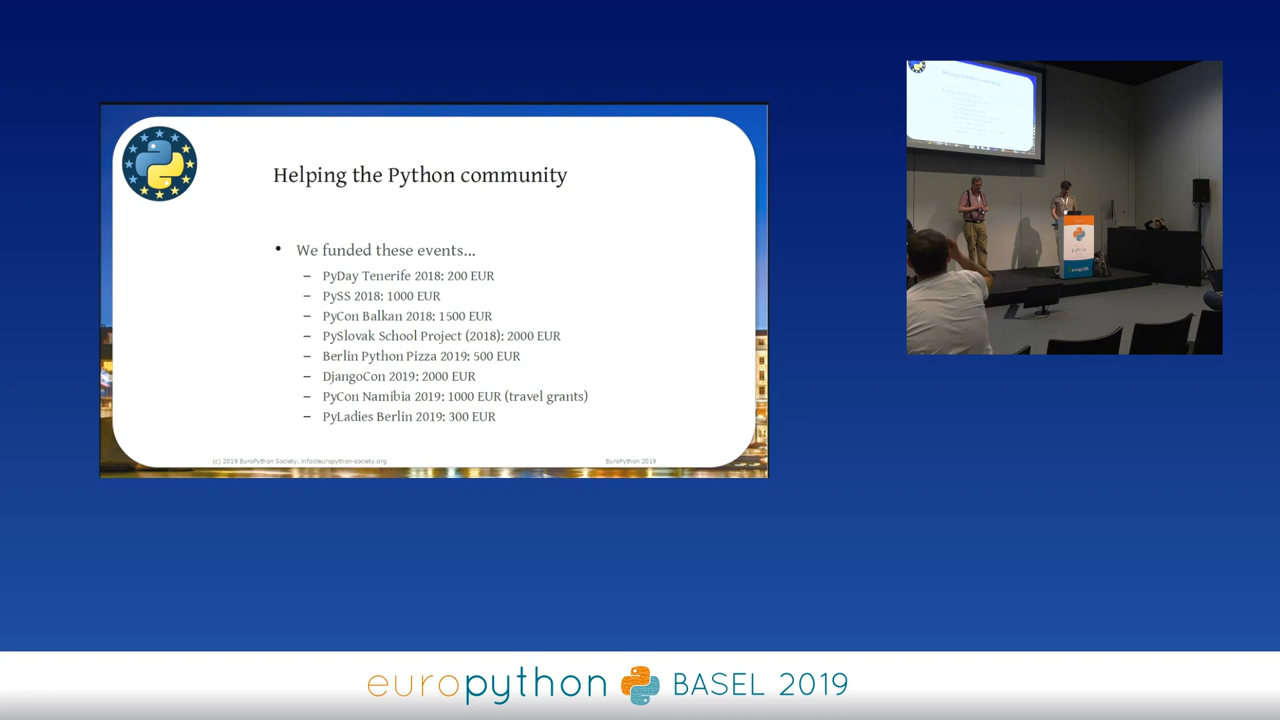 Helping the Python community
• We funded these events...
– PyDay Tenerife 2018: 200 EUR
– PySS 2018: 1000 EUR
– PyCon Balkan 2018: 1500 EUR
– PySlovak School Project (2018): 2000 EUR
– Berlin Python Pizza 2019: 500 EUR
– DjangoCon 2019: 2000 EUR
– PyCon Namibia 2019: 1000 EUR (travel grants)
– PyLadies Berlin 2019: 300 EUR
(c) 2019 EuroPython Society, info@europython-society.org
EuroPython 2019
europython BASEL 2019